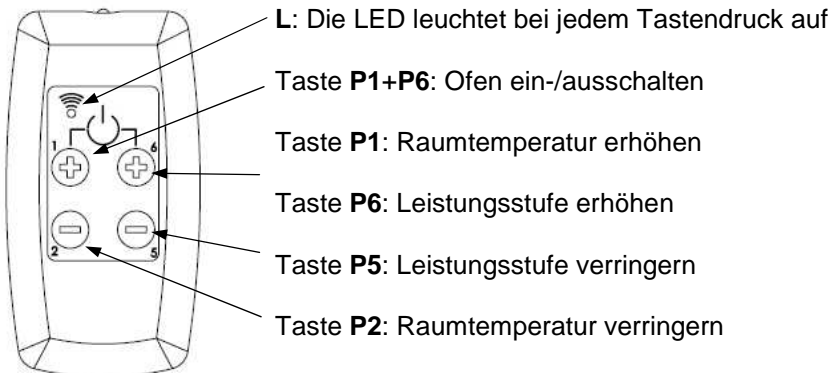 L: Die LED leuchtet bei jedem Tastendruck auf
Taste P1+P6: Ofen ein-/ausschalten
1 6
Taste P1: Raumtemperatur erhöhen
Taste P6: Leistungsstufe erhöhen
2 5
Taste P5: Leistungsstufe verringern
Taste P2: Raumtemperatur verringern